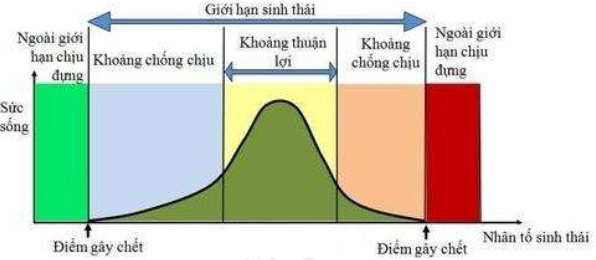 Giới hạn sinh thái
Ngoài giới
hạn chịu
đựng
Khoảng chống chịu
Khoảng thuận
lợi
Khoảng
chống chịu
Ngoài giới
hạn chịu
đựng
Sức
sống
Điểm gây chết
Điểm gây chết
Nhân tố sinh thái